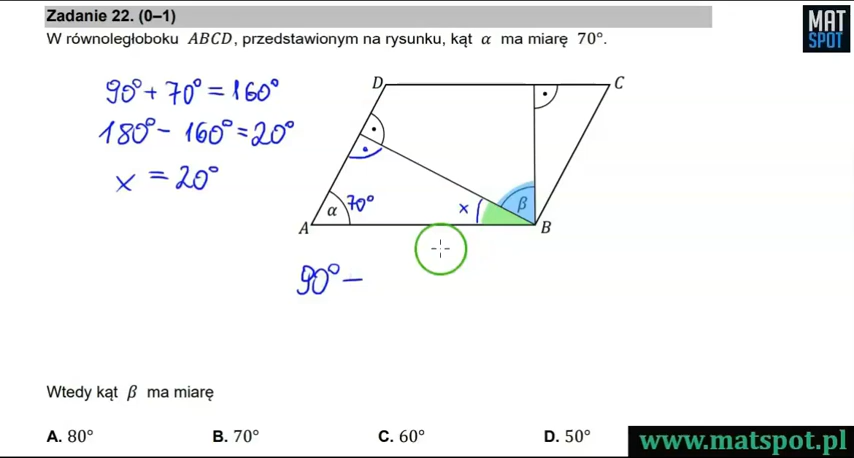 Zadanie 22. (0–1)
MAT
SPOT
W równoległoboku ABCD, przedstawionym na rysunku, kąt α ma miarę 70°.
90° + 70° = 160°
180° - 160° = 20°
x = 20°
D
C
α
70°
x
β
A
B
90° -
Wtedy kąt β ma miarę
A. 80°
B. 70°
C. 60°
D. 50°
www.matspot.pl